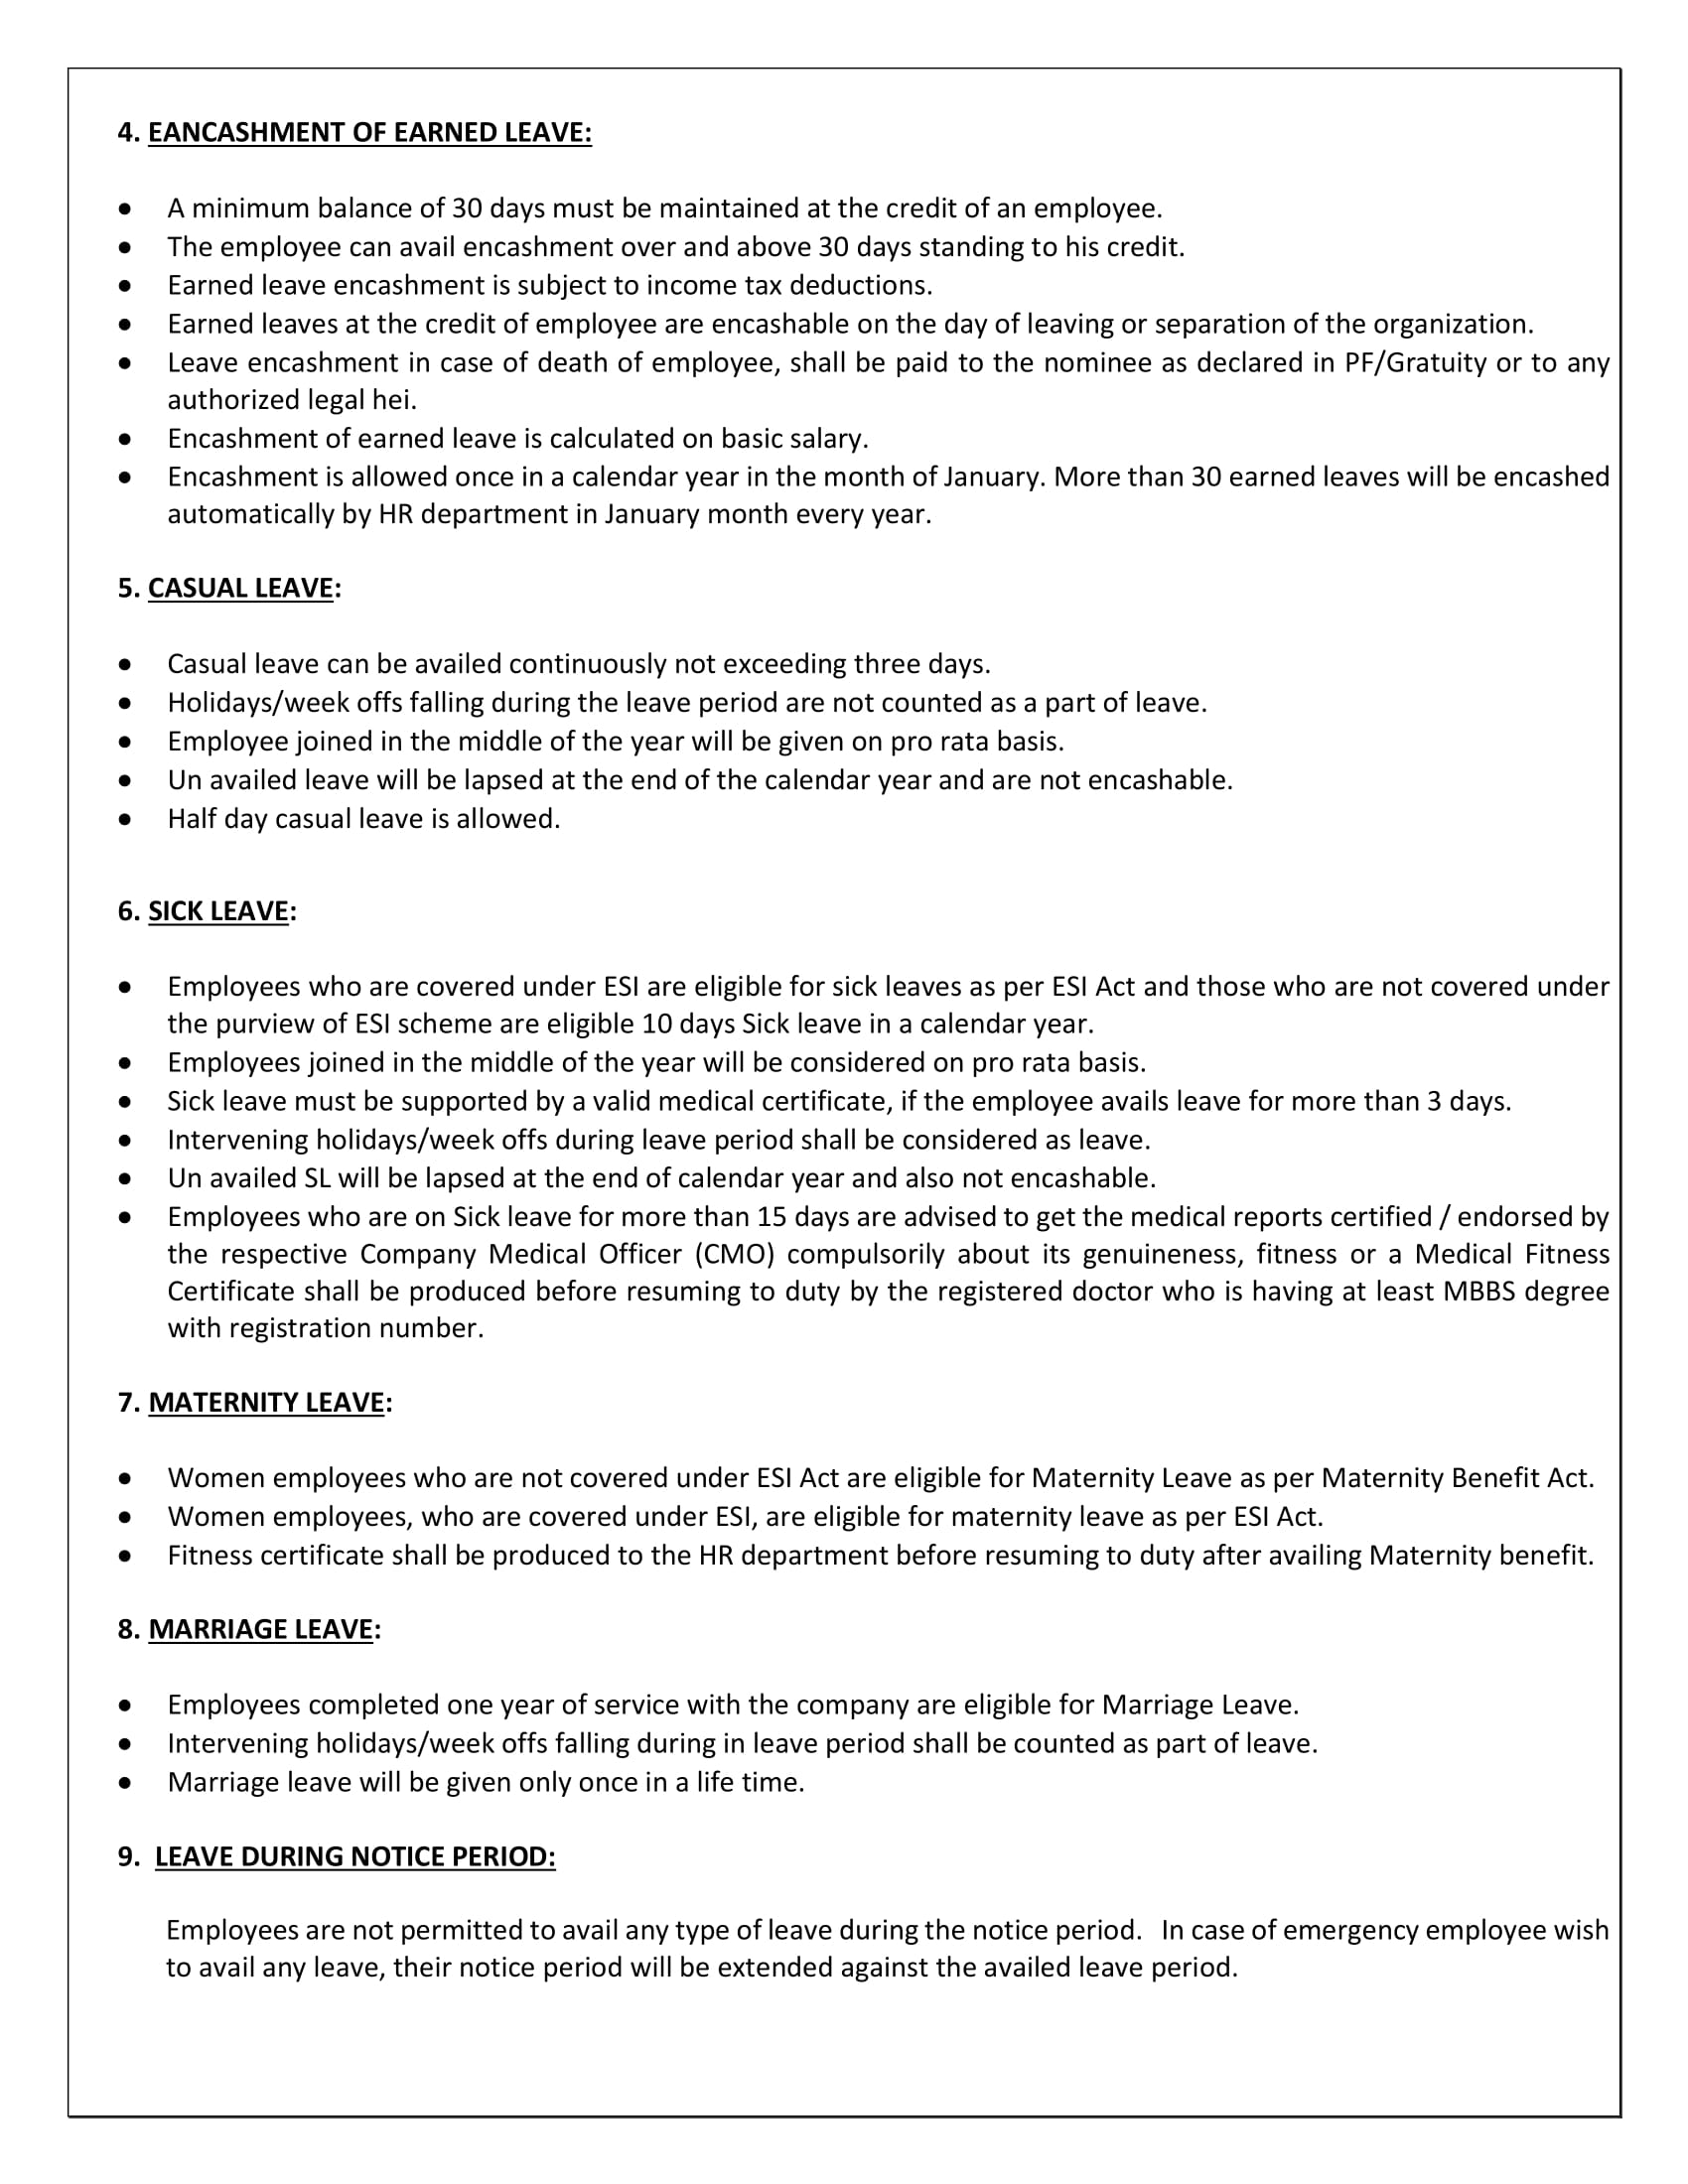 4. EANCASHMENT OF EARNED LEAVE:
• A minimum balance of 30 days must be maintained at the credit of an employee.
• The employee can avail encashment over and above 30 days standing to his credit.
• Earned leave encashment is subject to income tax deductions.
• Earned leaves at the credit of employee are encashable on the day of leaving or separation of the organization.
• Leave encashment in case of death of employee, shall be paid to the nominee as declared in PF/Gratuity or to any
authorized legal hei.
• Encashment of earned leave is calculated on basic salary.
• Encashment is allowed once in a calendar year in the month of January. More than 30 earned leaves will be encashed
automatically by HR department in January month every year.
5. CASUAL LEAVE:
• Casual leave can be availed continuously not exceeding three days.
• Holidays/week offs falling during the leave period are not counted as a part of leave.
• Employee joined in the middle of the year will be given on pro rata basis.
• Un availed leave will be lapsed at the end of the calendar year and are not encashable.
• Half day casual leave is allowed.
6. SICK LEAVE:
• Employees who are covered under ESI are eligible for sick leaves as per ESI Act and those who are not covered under
the purview of ESI scheme are eligible 10 days Sick leave in a calendar year.
• Employees joined in the middle of the year will be considered on pro rata basis.
• Sick leave must be supported by a valid medical certificate, if the employee avails leave for more than 3 days.
• Intervening holidays/week offs during leave period shall be considered as leave.
• Un availed SL will be lapsed at the end of calendar year and also not encashable.
• Employees who are on Sick leave for more than 15 days are advised to get the medical reports certified / endorsed by
the respective Company Medical Officer (CMO) compulsorily about its genuineness, fitness or a Medical Fitness
Certificate shall be produced before resuming to duty by the registered doctor who is having at least MBBS degree
with registration number.
7. MATERNITY LEAVE:
• Women employees who are not covered under ESI Act are eligible for Maternity Leave as per Maternity Benefit Act.
• Women employees, who are covered under ESI, are eligible for maternity leave as per ESI Act.
• Fitness certificate shall be produced to the HR department before resuming to duty after availing Maternity benefit.
8. MARRIAGE LEAVE:
• Employees completed one year of service with the company are eligible for Marriage Leave.
• Intervening holidays/week offs falling during in leave period shall be counted as part of leave.
• Marriage leave will be given only once in a life time.
9. LEAVE DURING NOTICE PERIOD:
Employees are not permitted to avail any type of leave during the notice period. In case of emergency employee wish
to avail any leave, their notice period will be extended against the availed leave period.